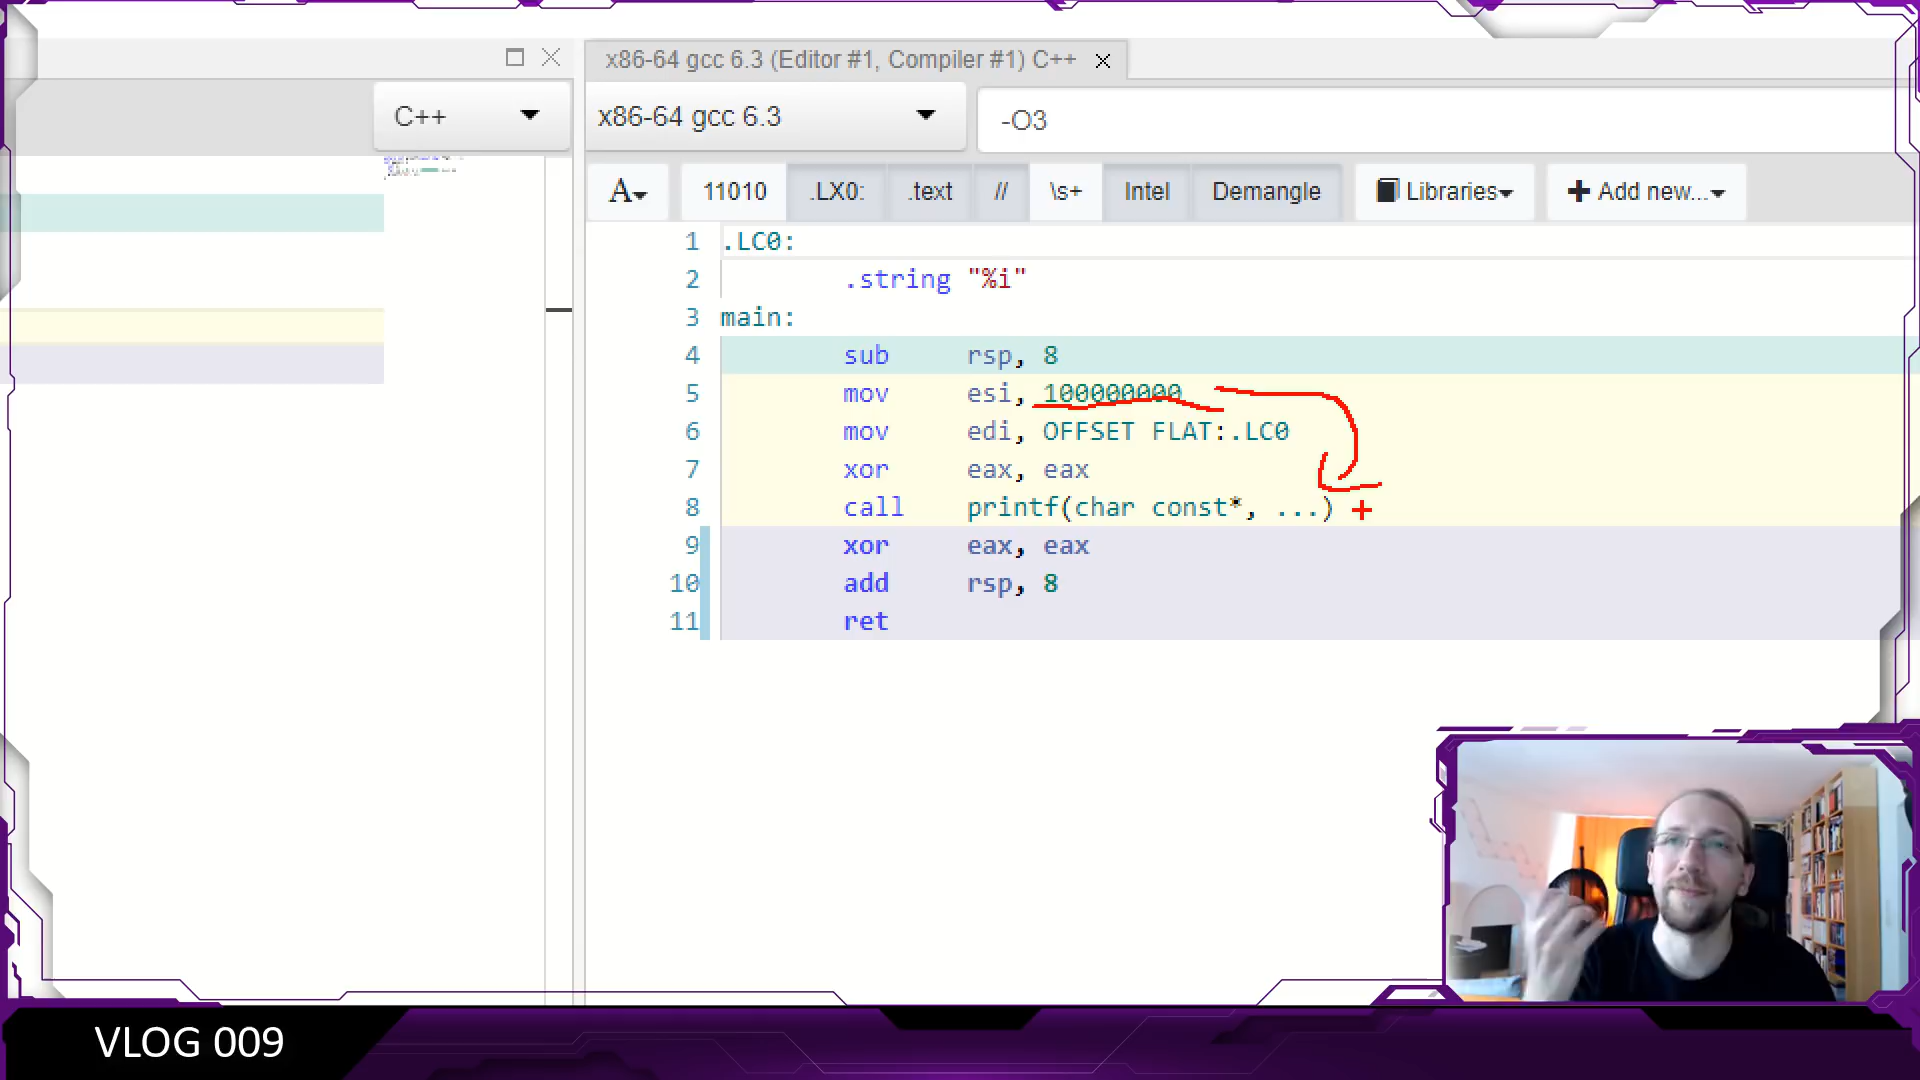 x86-64 gcc 6.3 (Editor #1, Compiler #1) C++
C++
x86-64 gcc 6.3
-O3
A
11010
.LX0:
.text
//
\s+
Intel
Demangle
Libraries
+ Add new...
1 .LC0:
2 .string "%i"
3 main:
4 sub rsp, 8
5 mov esi, 100000000
6 mov edi, OFFSET FLAT:.LC0
7 xor eax, eax
8 call printf(char const*, ...)
9 xor eax, eax
10 add rsp, 8
11 ret
VLOG 009